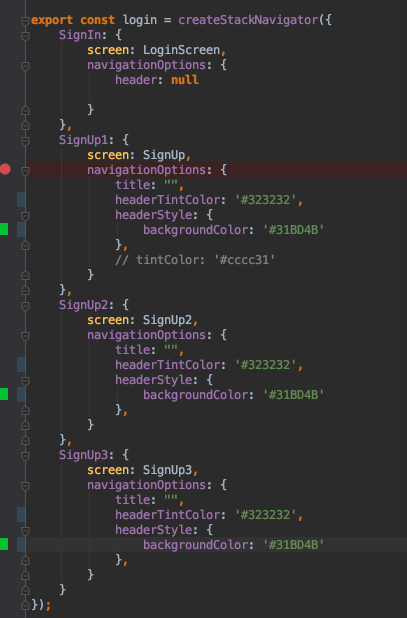 export const login = createStackNavigator({
    SignIn: {
        screen: LoginScreen,
        navigationOptions: {
            header: null

        }
    },
    SignUp1: {
        screen: SignUp,
        navigationOptions: {
            title: "",
            headerTintColor: '#323232',
            headerStyle: {
                backgroundColor: '#31BD4B'
            },
            // tintColor: '#cccc31'
        }
    },
    SignUp2: {
        screen: SignUp2,
        navigationOptions: {
            title: "",
            headerTintColor: '#323232',
            headerStyle: {
                backgroundColor: '#31BD4B'
            },
        }
    },
    SignUp3: {
        screen: SignUp3,
        navigationOptions: {
            title: "",
            headerTintColor: '#323232',
            headerStyle: {
                backgroundColor: '#31BD4B'
            },
        }
    }
});